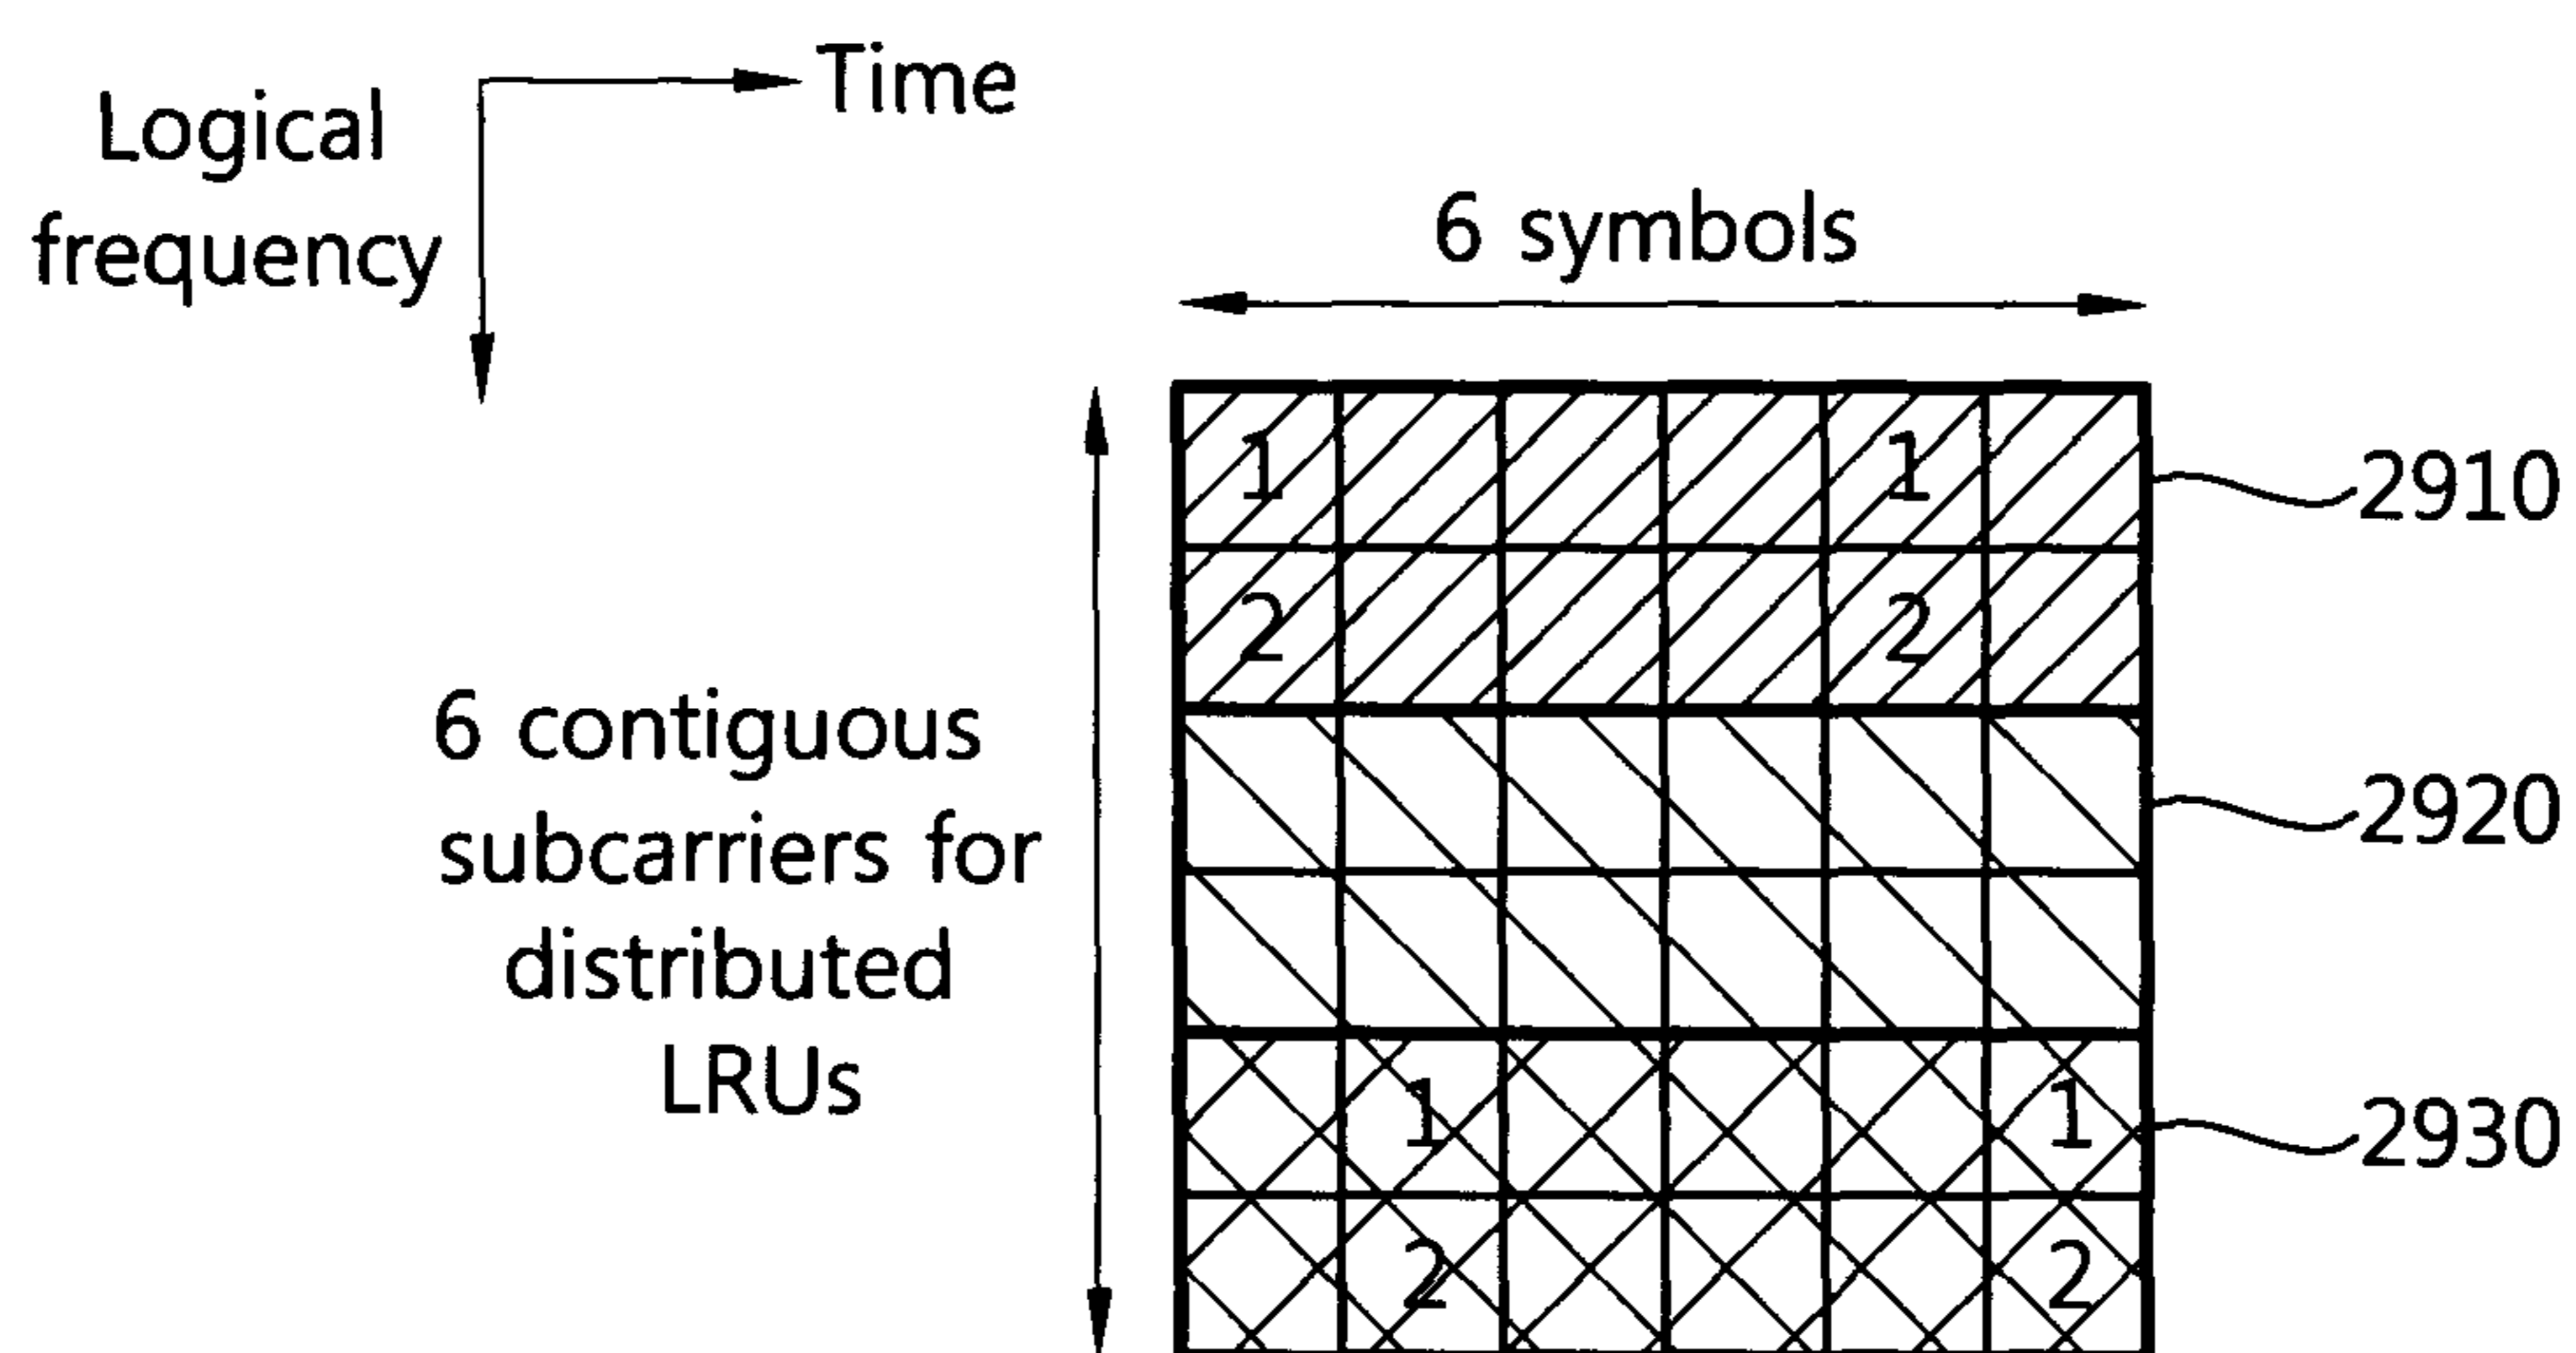 Time
Logical
frequency
6 symbols
1 1
2910
2 2
6 contiguous
subcarriers for
distributed
LRUs
2920
1 1
2930
2 2